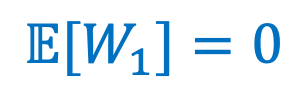 𝔼[W₁] = 0